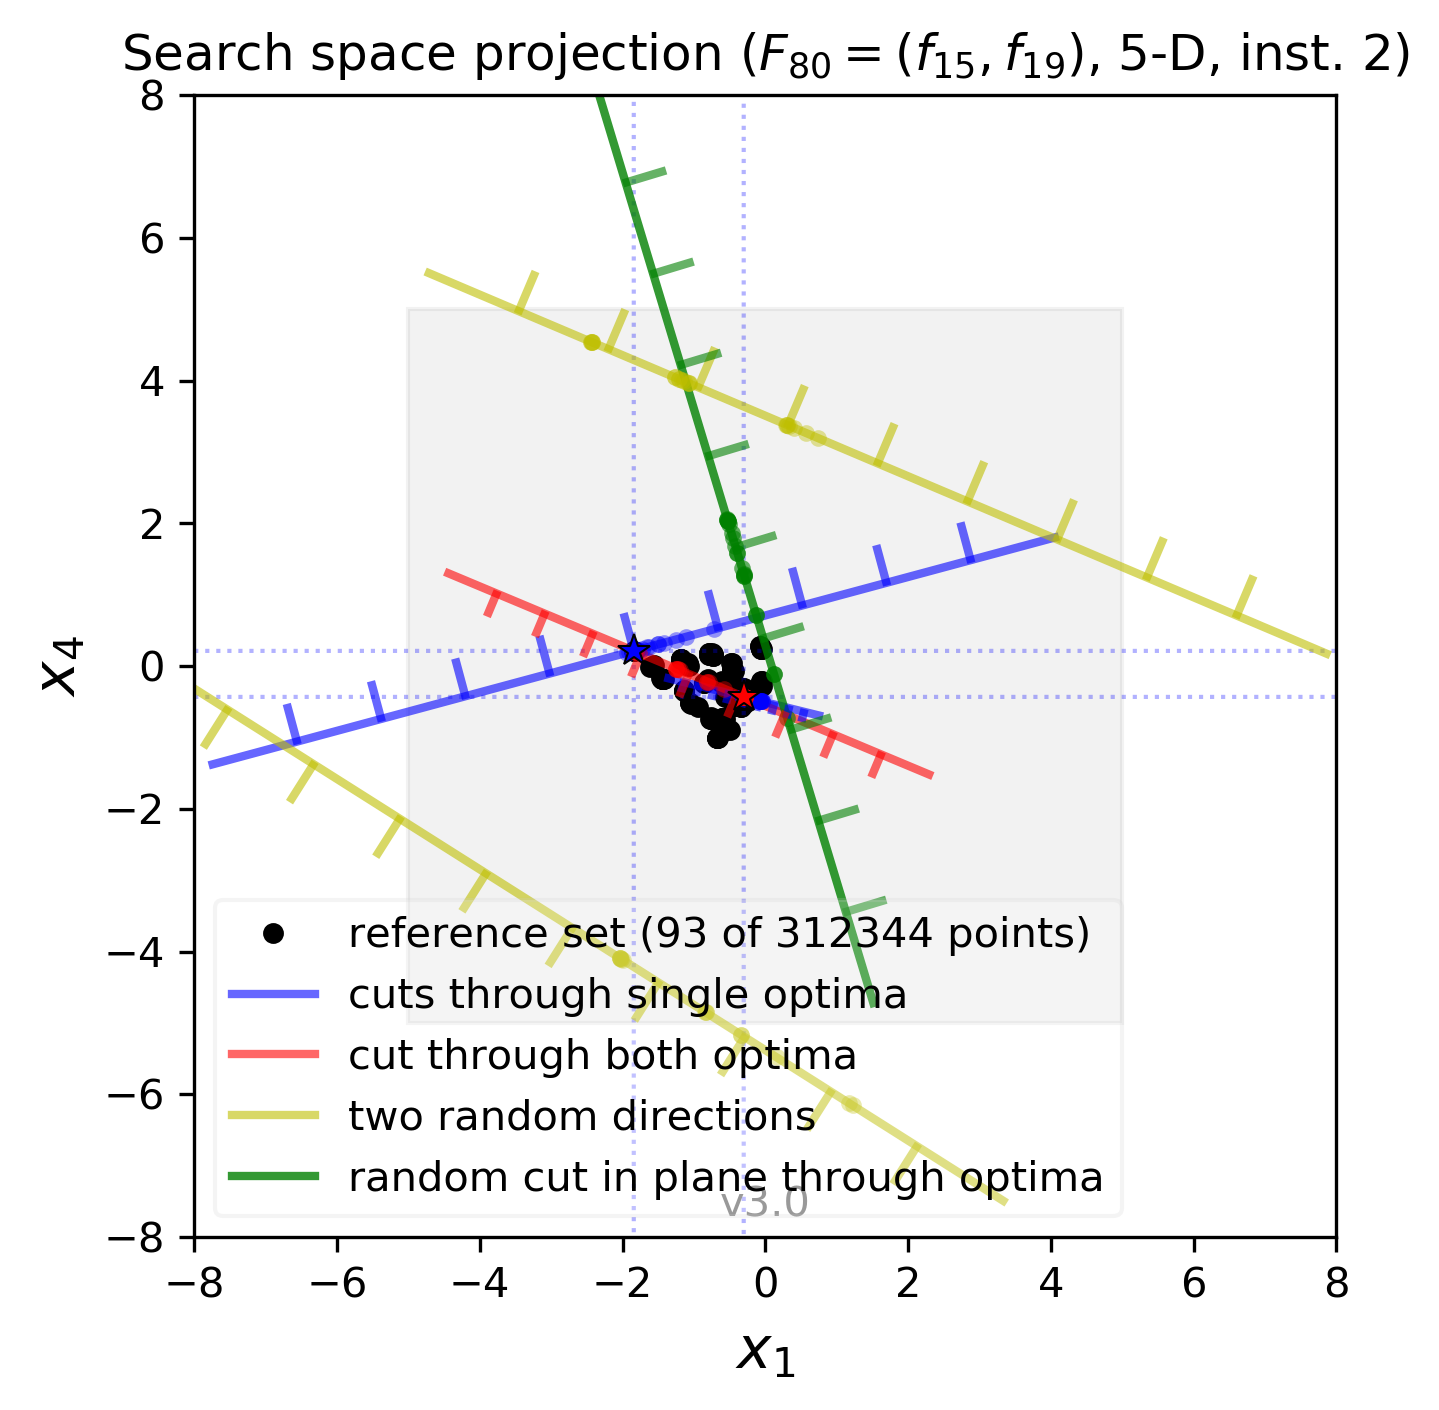 Search space projection (F₈₀ = (f₁₅, f₁₉), 5-D, inst. 2)
8
6
4
2
0
−2
−4
−6
−8
x₄
reference set (93 of 312344 points)
cuts through single optima
cut through both optima
two random directions
random cut in plane through optima
v3.0
−8 −6 −4 −2 0 2 4 6 8
x₁